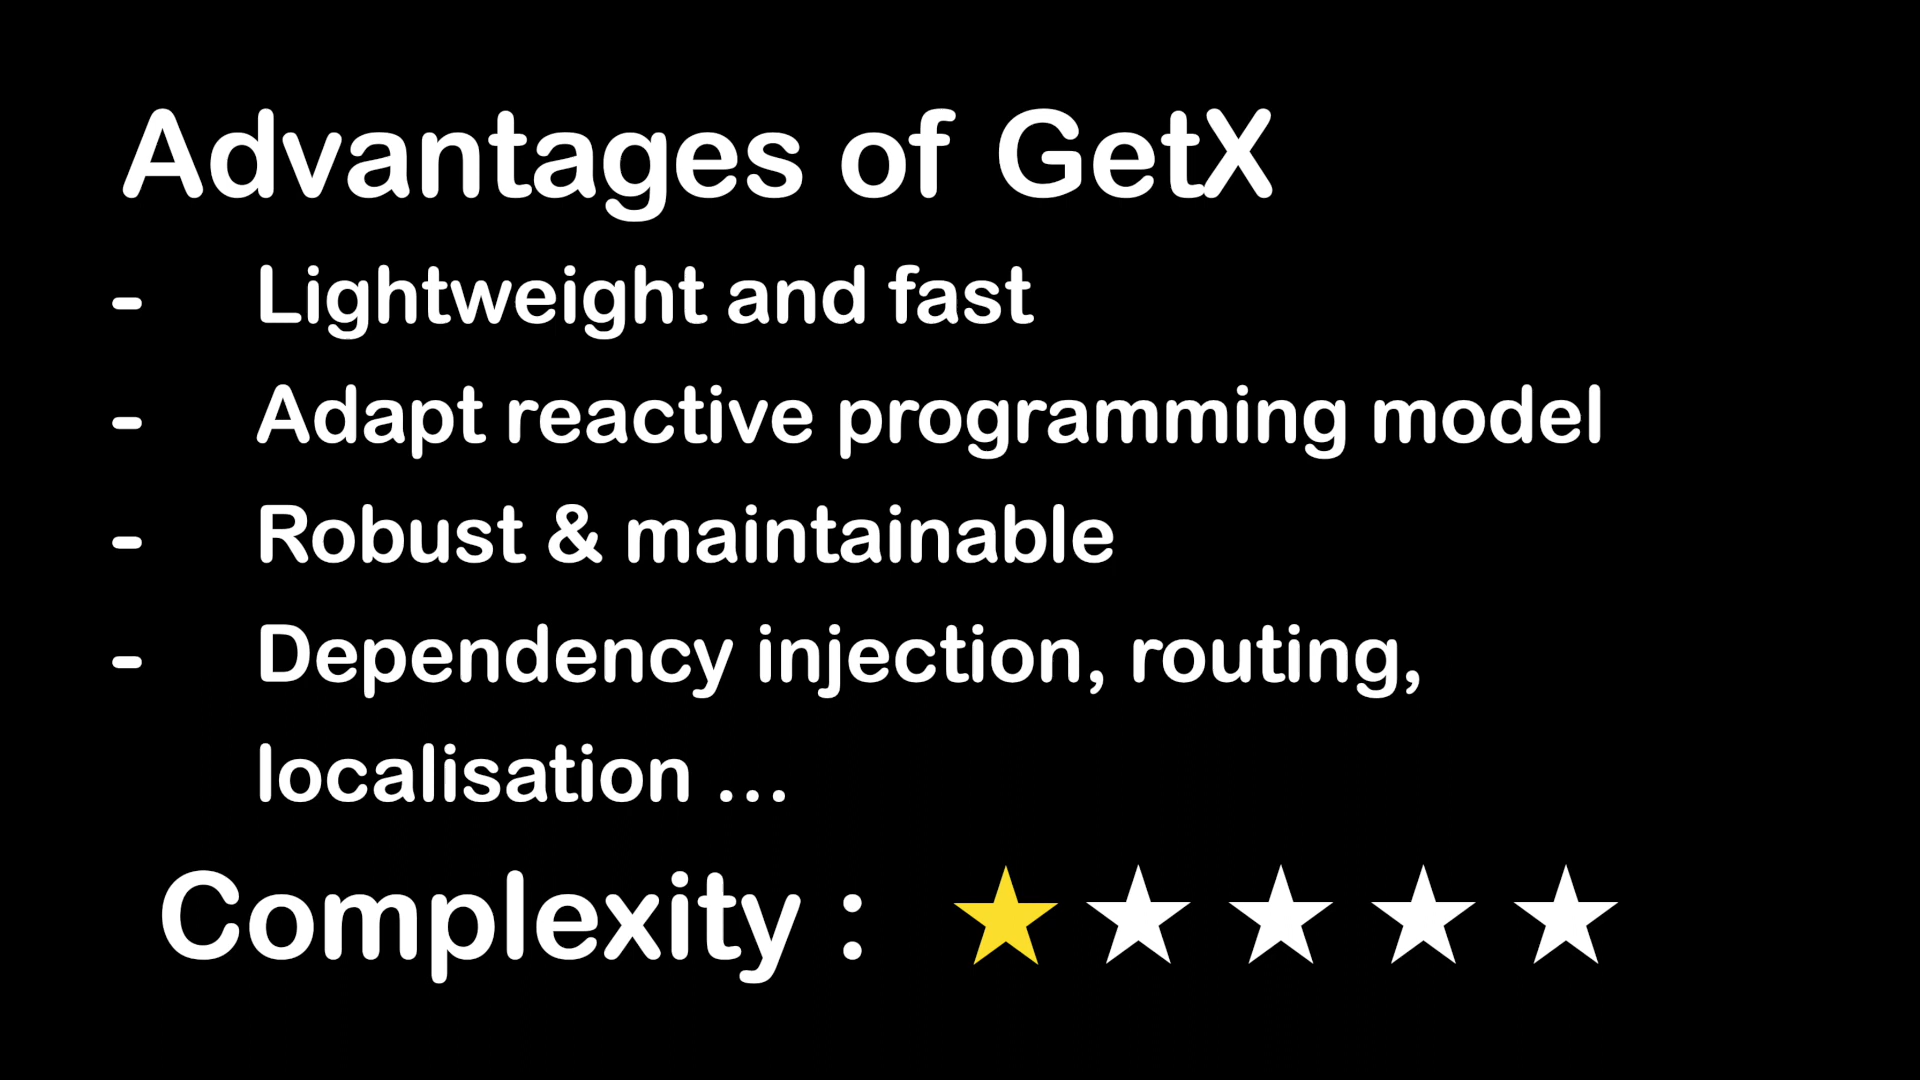 Advantages of GetX
- Lightweight and fast
- Adapt reactive programming model
- Robust & maintainable
- Dependency injection, routing,
localisation ...
Complexity :